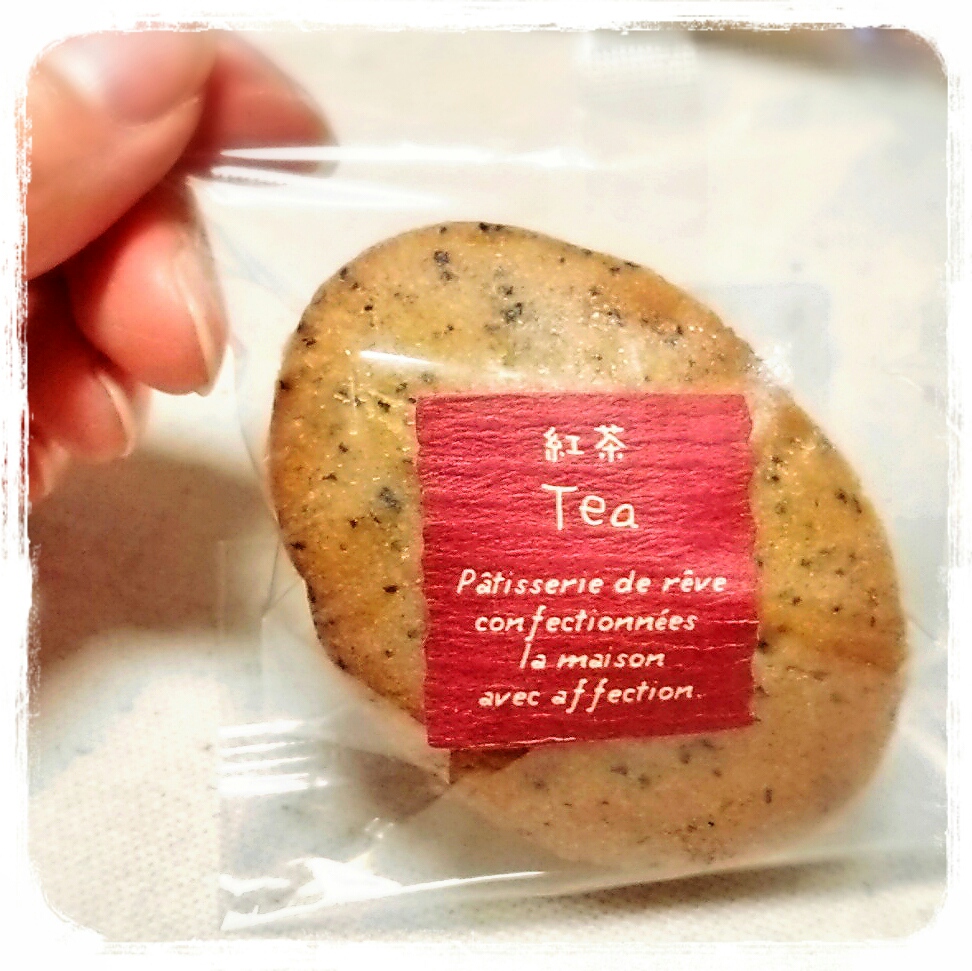 紅茶
Tea
Pâtisserie de rêve
confectionnées
la maison
avec affection.